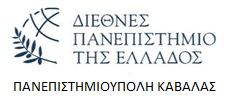 ΔΙΕΘΝΕΣ
ΠΑΝΕΠΙΣΤΗΜΙΟ
ΤΗΣ ΕΛΛΑΔΟΣ
ΠΑΝΕΠΙΣΤΗΜΙΟΥΠΟΛΗ ΚΑΒΑΛΑΣ